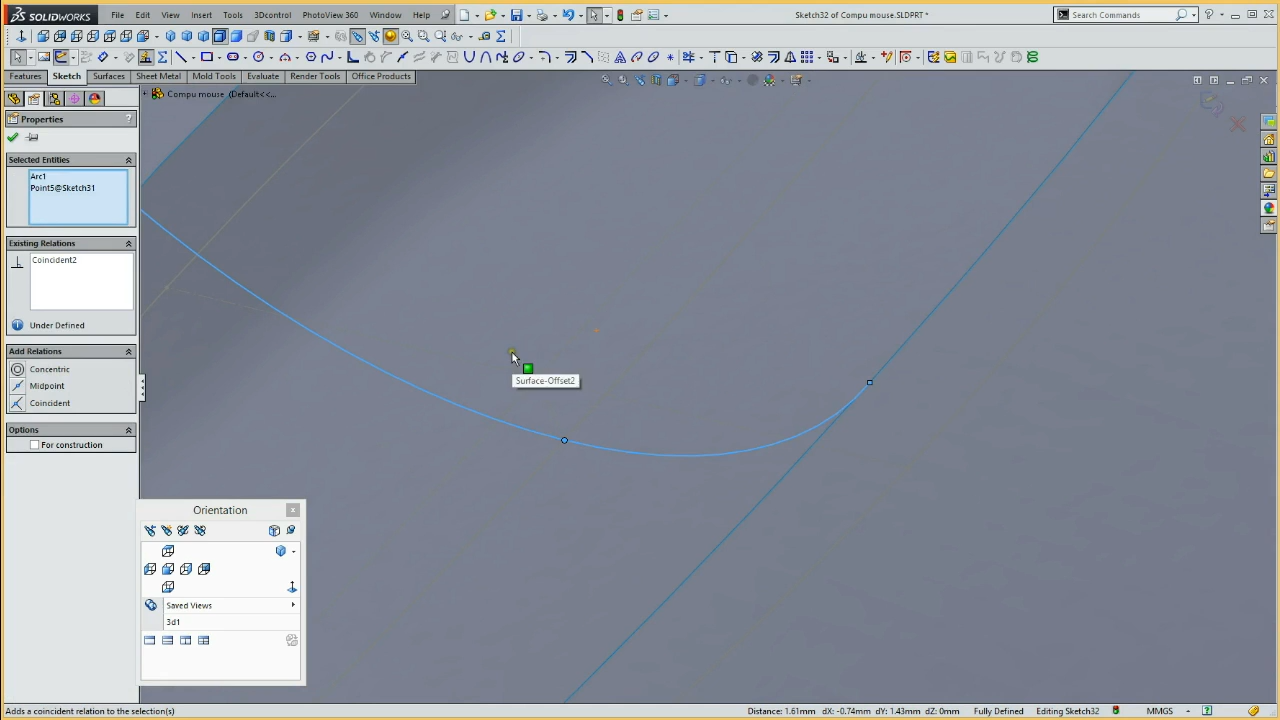 SOLIDWORKS
File Edit View Insert Tools 3Dcontrol PhotoView 360 Window Help
Sketch32 of Compu mouse.SLDPRT *
Search Commands
Features Sketch Surfaces Sheet Metal Mold Tools Evaluate Render Tools Office Products
Compu mouse (Default<<...
Properties ?
Selected Entities
Arc1
Point5@Sketch31
Existing Relations
Coincident2
Under Defined
Add Relations
Concentric
Midpoint
Coincident
Options
For construction
Surface-Offset2
Orientation
Saved Views
3d1
Adds a coincident relation to the selection(s)
Distance: 1.61mm dX: -0.74mm dY: 1.43mm dZ: 0mm Fully Defined Editing Sketch32 MMGS